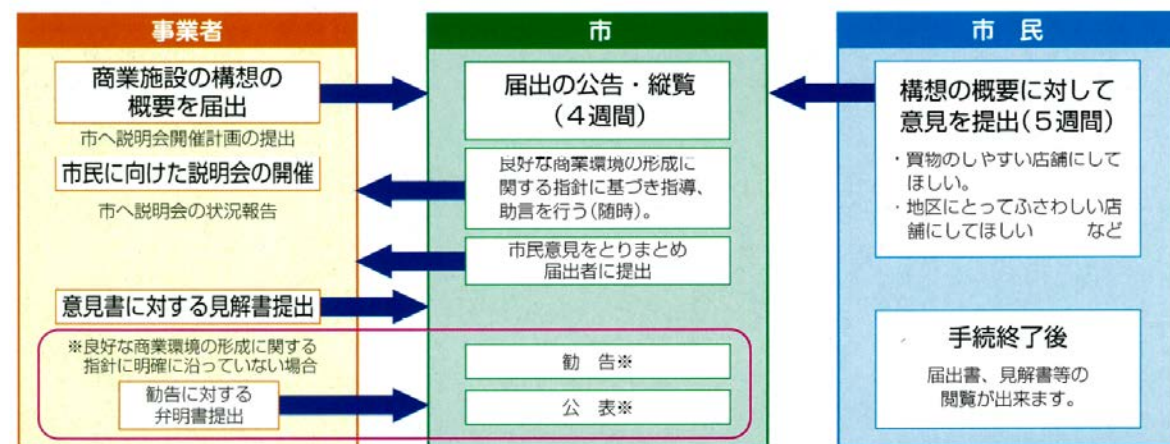 事業者
商業施設の構想の
概要を届出
市へ説明会開催計画の提出
市民に向けた説明会の開催
市へ説明会の状況報告
意見書に対する見解書提出
※良好な商業環境の形成に関する
指針に明確に沿っていない場合
勧告に対する
弁明書提出
市
届出の公告・縦覧
(4週間)
良好な商業環境の形成に
関する指針に基づき指導、
助言を行う(随時)。
市民意見をとりまとめ
届出者に提出
勧 告※
公 表※
市 民
構想の概要に対して
意見を提出(5週間)
・買物のしやすい店舗にして
ほしい。
・地区にとってふさわしい店
舗にしてほしい など
手続終了後
届出書、見解書等の
閲覧が出来ます。